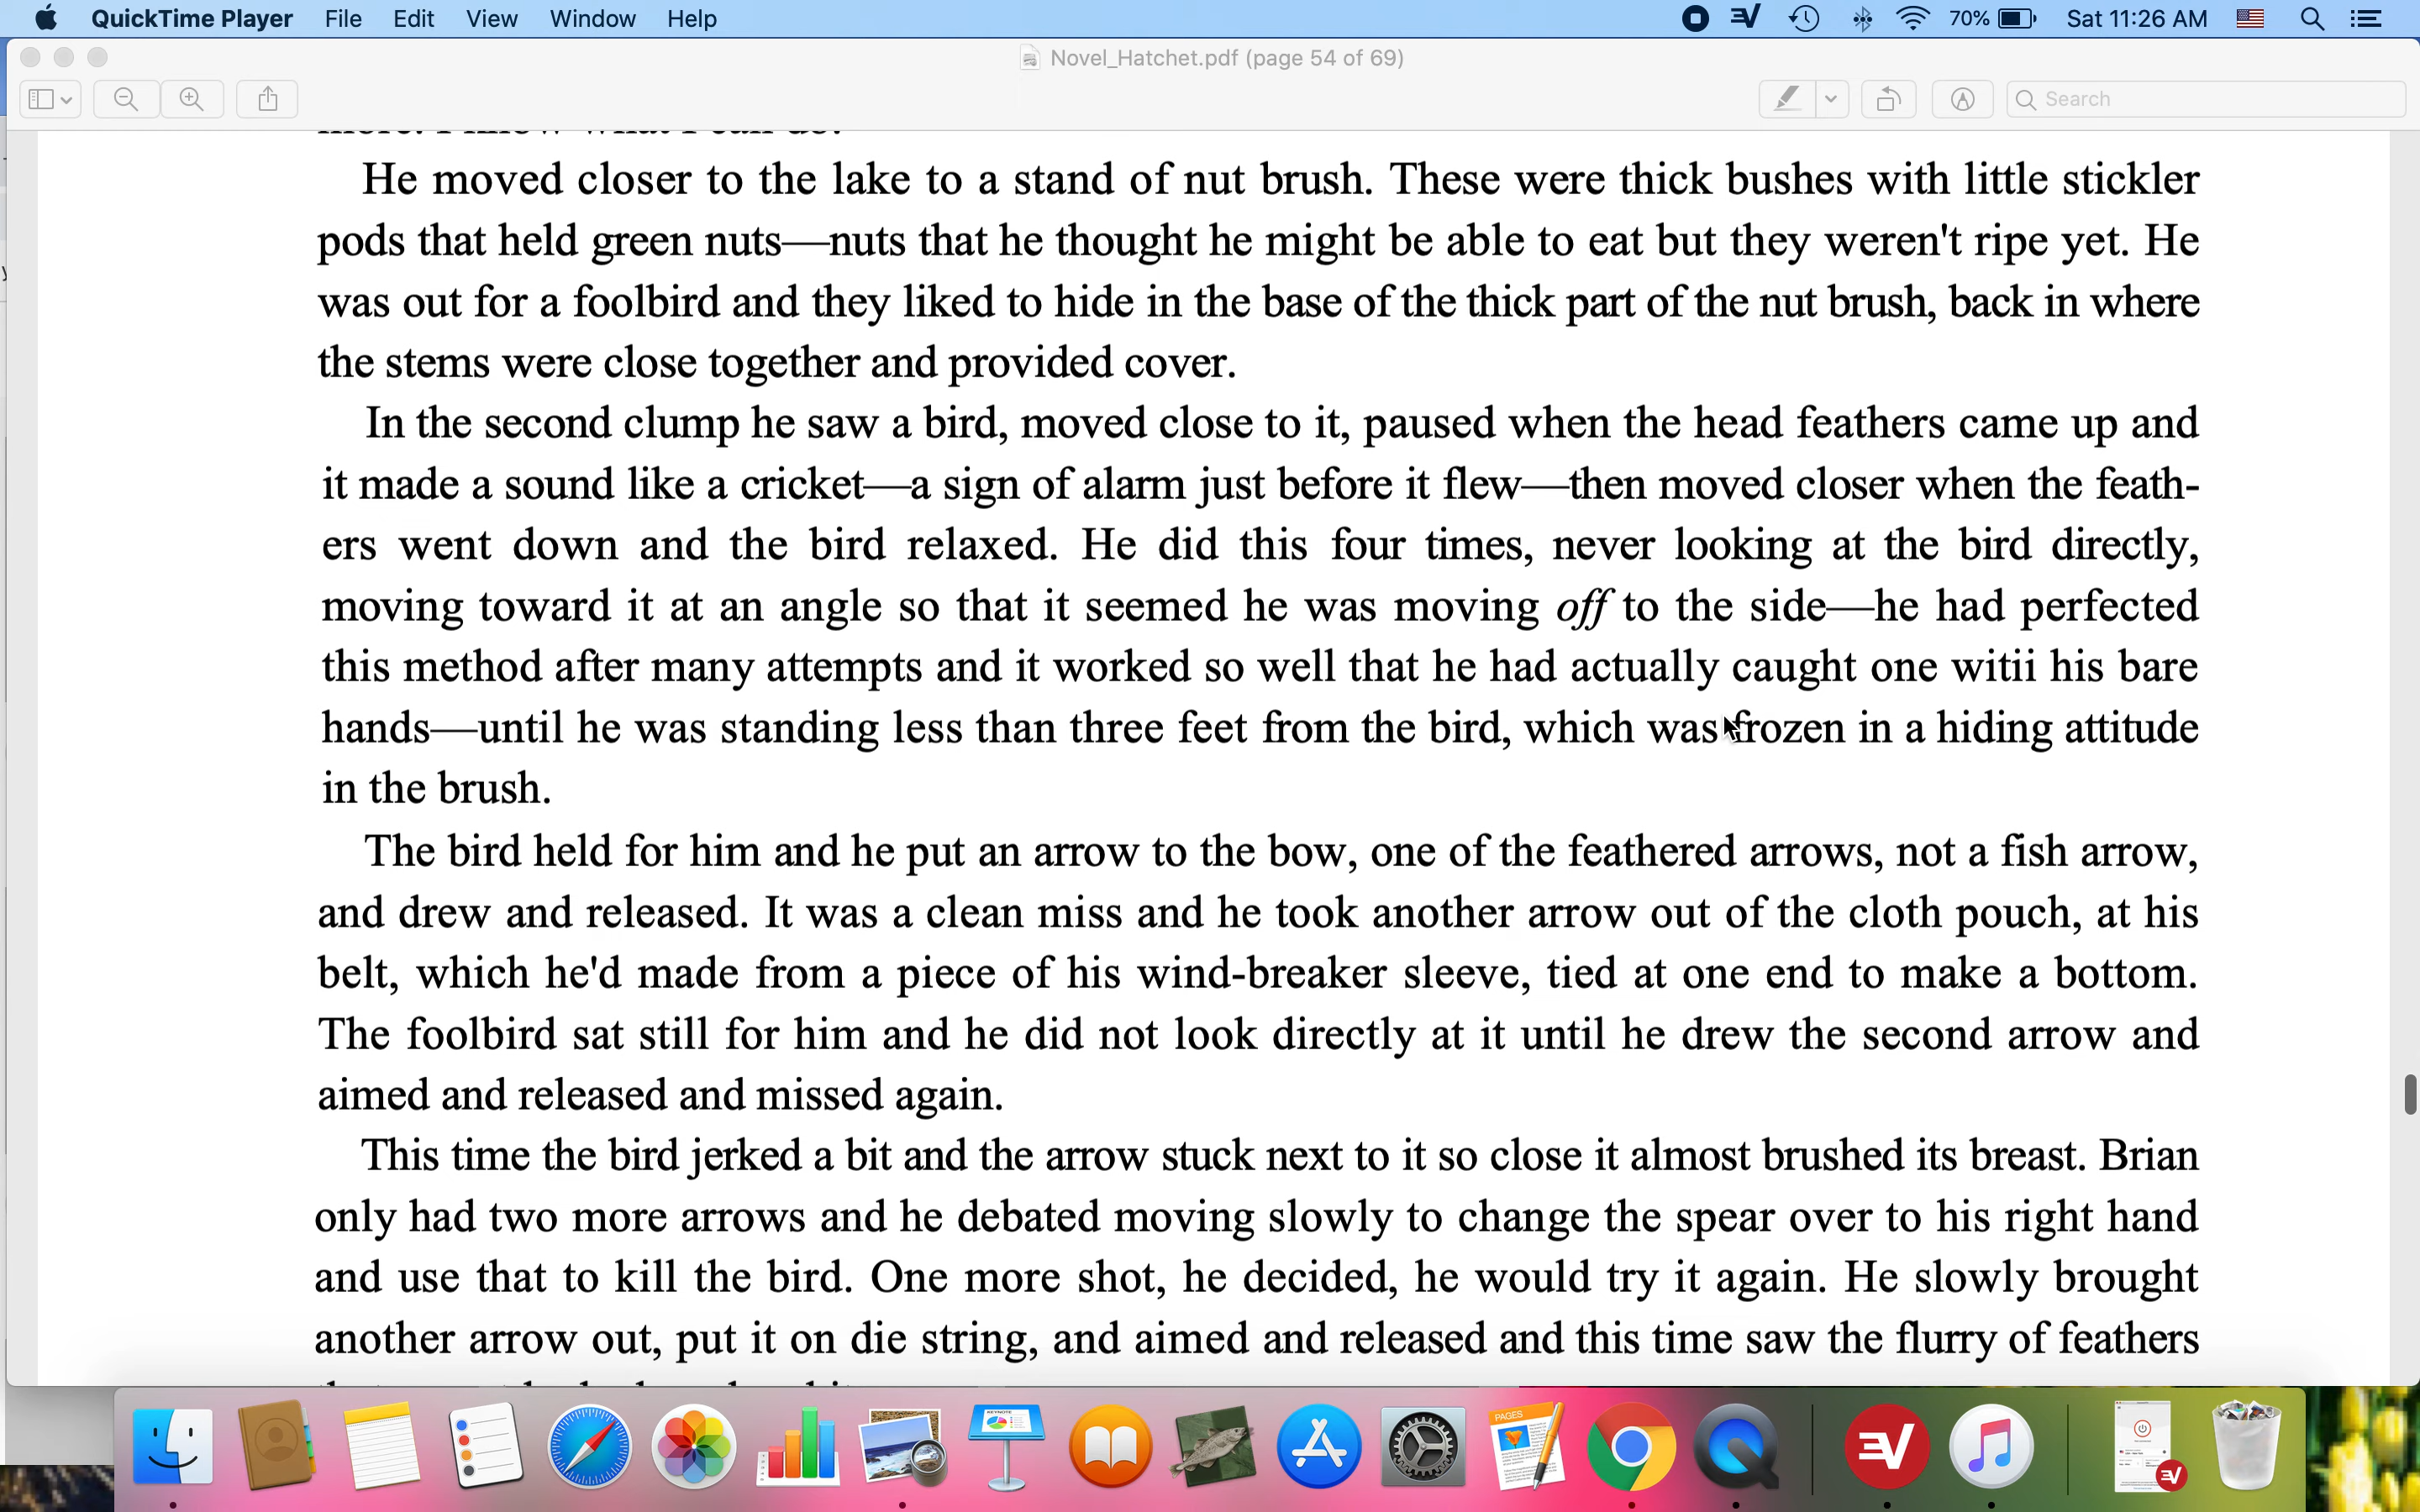 QuickTime Player File Edit View Window Help 70% Sat 11:26 AM
Novel_Hatchet.pdf (page 54 of 69)
Search
more. I know what I can do.
He moved closer to the lake to a stand of nut brush. These were thick bushes with little stickler
pods that held green nuts—nuts that he thought he might be able to eat but they weren't ripe yet. He
was out for a foolbird and they liked to hide in the base of the thick part of the nut brush, back in where
the stems were close together and provided cover.
In the second clump he saw a bird, moved close to it, paused when the head feathers came up and
it made a sound like a cricket—a sign of alarm just before it flew—then moved closer when the feath-
ers went down and the bird relaxed. He did this four times, never looking at the bird directly,
moving toward it at an angle so that it seemed he was moving off to the side—he had perfected
this method after many attempts and it worked so well that he had actually caught one witii his bare
hands—until he was standing less than three feet from the bird, which was frozen in a hiding attitude
in the brush.
The bird held for him and he put an arrow to the bow, one of the feathered arrows, not a fish arrow,
and drew and released. It was a clean miss and he took another arrow out of the cloth pouch, at his
belt, which he'd made from a piece of his wind-breaker sleeve, tied at one end to make a bottom.
The foolbird sat still for him and he did not look directly at it until he drew the second arrow and
aimed and released and missed again.
This time the bird jerked a bit and the arrow stuck next to it so close it almost brushed its breast. Brian
only had two more arrows and he debated moving slowly to change the spear over to his right hand
and use that to kill the bird. One more shot, he decided, he would try it again. He slowly brought
another arrow out, put it on die string, and aimed and released and this time saw the flurry of feathers
KEYNOTE
PAGES